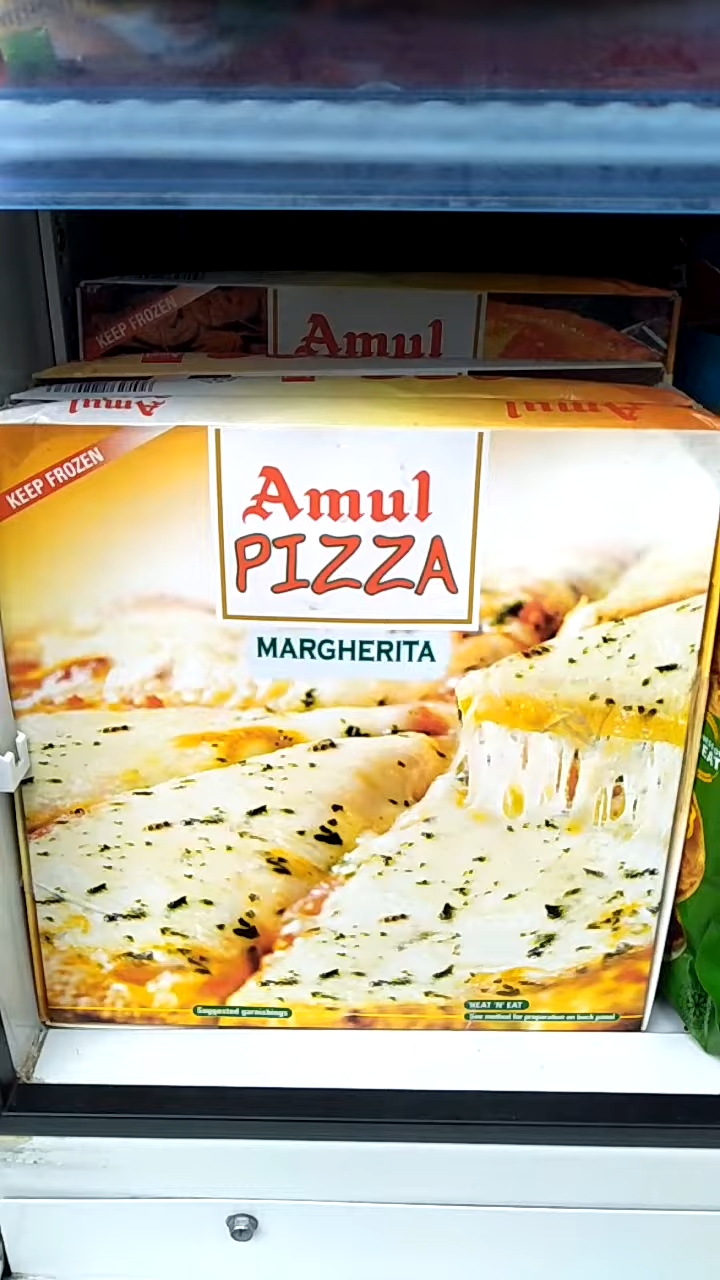 KEEP FROZEN
Amul
Amul
Amul
KEEP FROZEN
Amul
PIZZA
MARGHERITA
EAT
Suggested garnishings
HEAT 'N' EAT
See method for preparation on back panel